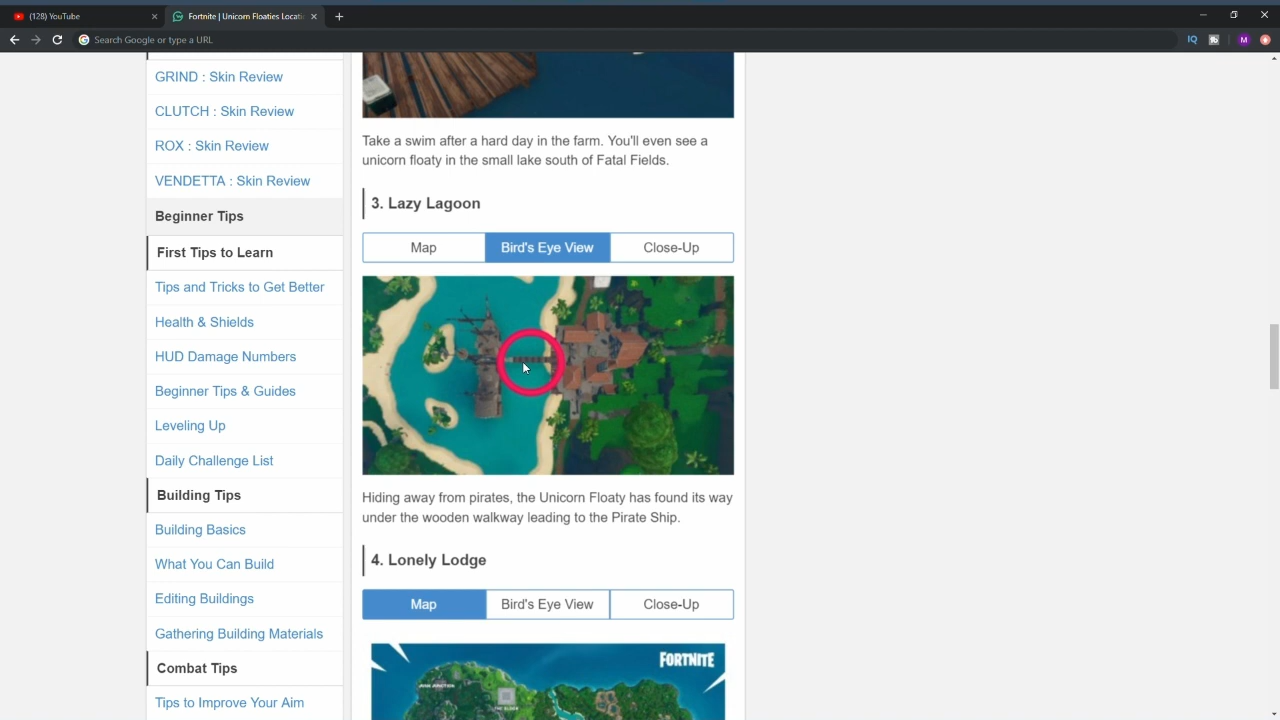 (128) YouTube
Fortnite | Unicorn Floaties Locati
Search Google or type a URL
IQ
M
GRIND : Skin Review
CLUTCH : Skin Review
ROX : Skin Review
VENDETTA : Skin Review
Beginner Tips
First Tips to Learn
Tips and Tricks to Get Better
Health & Shields
HUD Damage Numbers
Beginner Tips & Guides
Leveling Up
Daily Challenge List
Building Tips
Building Basics
What You Can Build
Editing Buildings
Gathering Building Materials
Combat Tips
Tips to Improve Your Aim
Take a swim after a hard day in the farm. You'll even see a
unicorn floaty in the small lake south of Fatal Fields.
3. Lazy Lagoon
Map Bird's Eye View Close-Up
Hiding away from pirates, the Unicorn Floaty has found its way
under the wooden walkway leading to the Pirate Ship.
4. Lonely Lodge
Map Bird's Eye View Close-Up
FORTNITE
JUNK JUNCTION
THE BLOCK